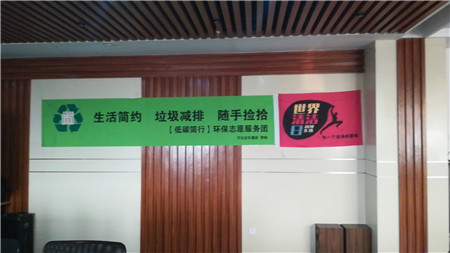 生活简约 垃圾减排 随手捡拾
【低碳简行】环保志愿服务团
世界
清洁
日